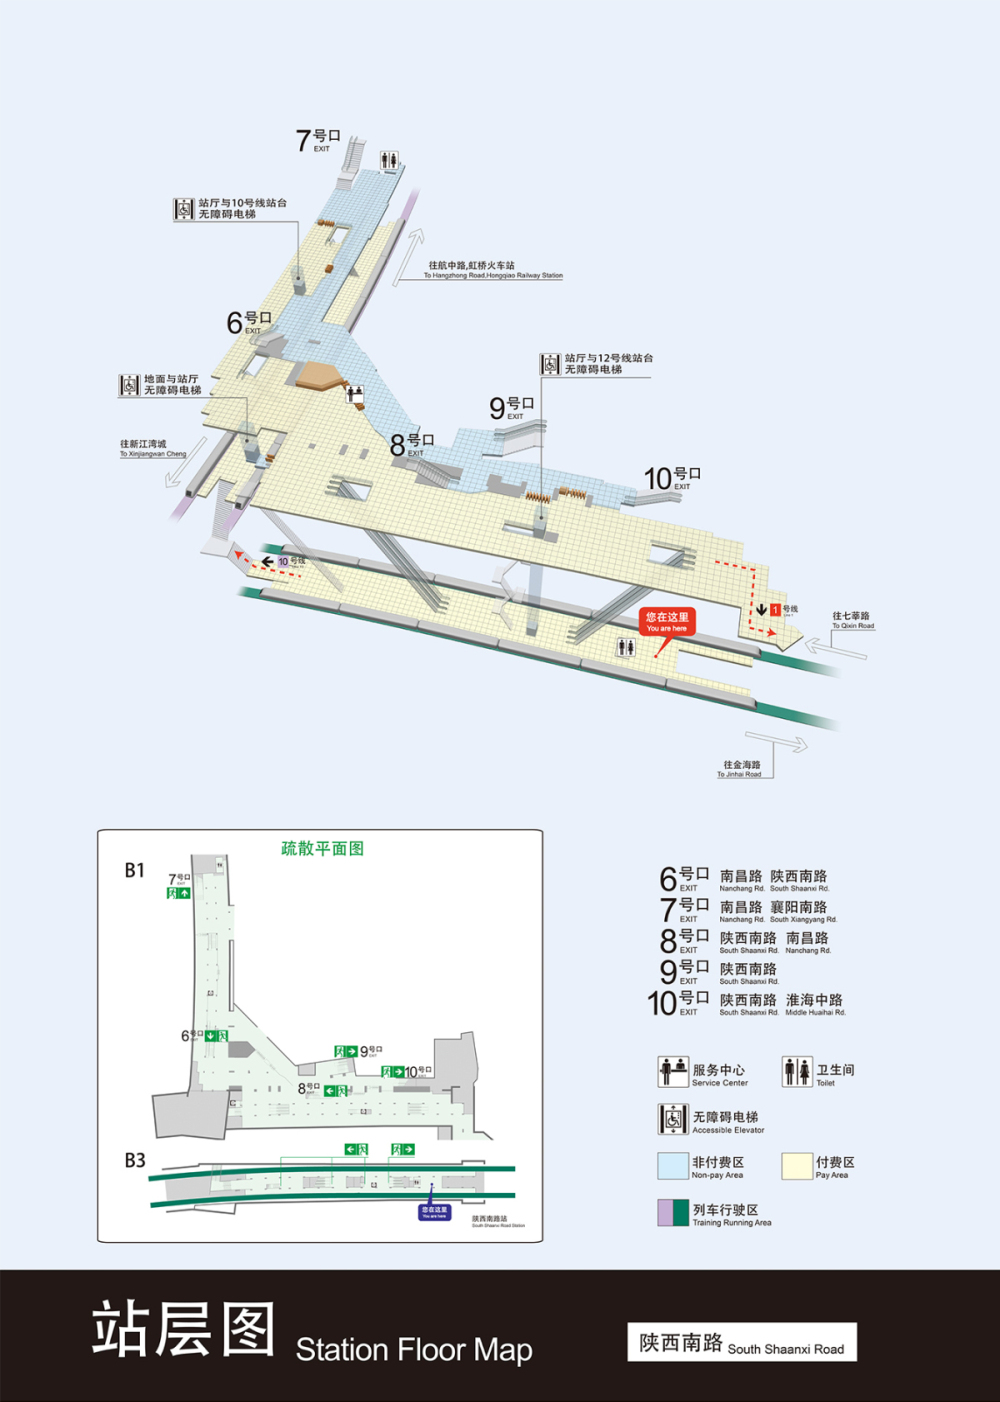 7号口
EXIT
站厅与10号线站台
无障碍电梯
往航中路,虹桥火车站
To Hangzhong Road,Hongqiao Railway Station
6号口
EXIT
站厅与12号线站台
无障碍电梯
地面与站厅
无障碍电梯
9号口
EXIT
8号口
EXIT
往新江湾城
To Xinjiangwan Cheng
10号口
EXIT
10 号线
1 号线
您在这里
You are here
往七莘路
To Qixin Road
往金海路
To Jinhai Road
疏散平面图
B1
7号口
EXIT
6号口
EXIT
9号口
EXIT
10号口
EXIT
8号口
EXIT
B3
您在这里
You are here
陕西南路站
South Shaanxi Road Station
6号口 南昌路 陕西南路
EXIT Nanchang Rd. South Shaanxi Rd.
7号口 南昌路 襄阳南路
EXIT Nanchang Rd. South Xiangyang Rd.
8号口 陕西南路 南昌路
EXIT South Shaanxi Rd. Nanchang Rd.
9号口 陕西南路
EXIT South Shaanxi Rd.
10号口 陕西南路 淮海中路
EXIT South Shaanxi Rd. Middle Huaihai Rd.
服务中心 卫生间
Service Center Toilet
无障碍电梯
Accessible Elevator
非付费区 付费区
Non-pay Area Pay Area
列车行驶区
Training Running Area
站层图 Station Floor Map
陕西南路 South Shaanxi Road